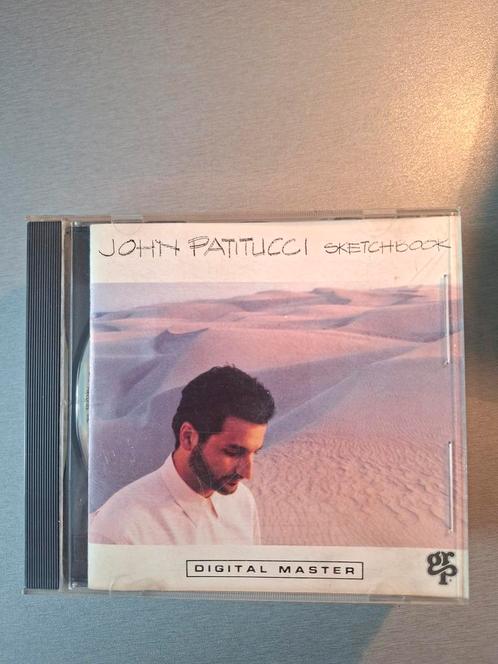 JOHN PATITUCCI SKETCHBOOK
DIGITAL MASTER
grp